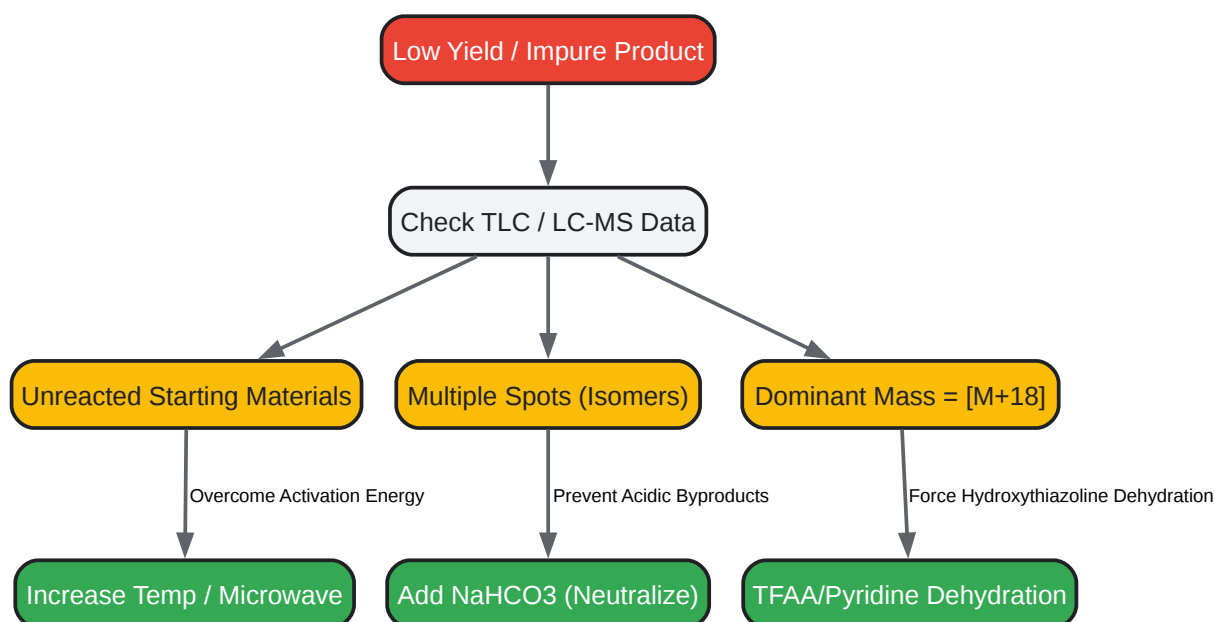 Low Yield / Impure Product
Check TLC / LC-MS Data
Unreacted Starting Materials
Multiple Spots (Isomers)
Dominant Mass = [M+18]
Overcome Activation Energy
Prevent Acidic Byproducts
Force Hydroxythiazoline Dehydration
Increase Temp / Microwave
Add NaHCO3 (Neutralize)
TFAA/Pyridine Dehydration